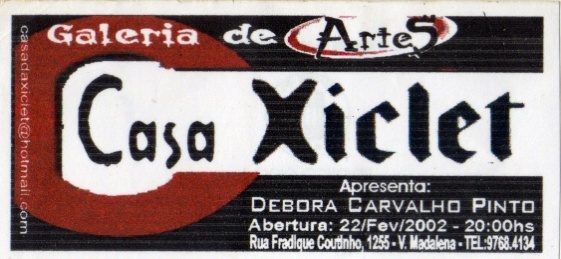 Galeria de Artes
Casa Xiclet
Apresenta:
DEBORA CARVALHO PINTO
Abertura: 22/Fev/2002 - 20:00hs
Rua Fradique Coutinho, 1255 - V. Madalena - TEL:9768.4134
casadaxiclet@hotmail.com